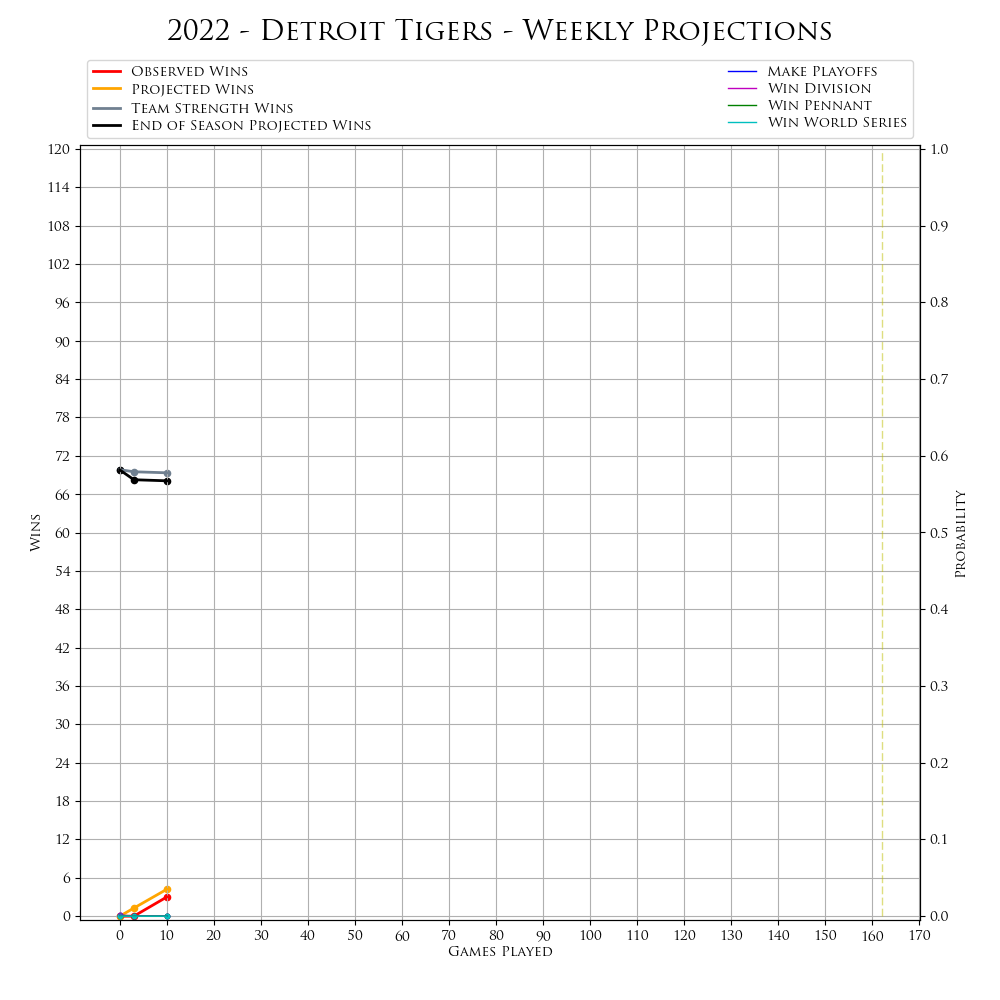 2022 - Detroit Tigers - Weekly Projections
Observed Wins
Projected Wins
Team Strength Wins
End of Season Projected Wins
Make Playoffs
Win Division
Win Pennant
Win World Series
120
114
108
102
96
90
84
78
72
66
60
54
48
42
36
30
24
18
12
6
0
Wins
1.0
0.9
0.8
0.7
0.6
0.5
0.4
0.3
0.2
0.1
0.0
Probability
0 10 20 30 40 50 60 70 80 90 100 110 120 130 140 150 160 170
Games Played